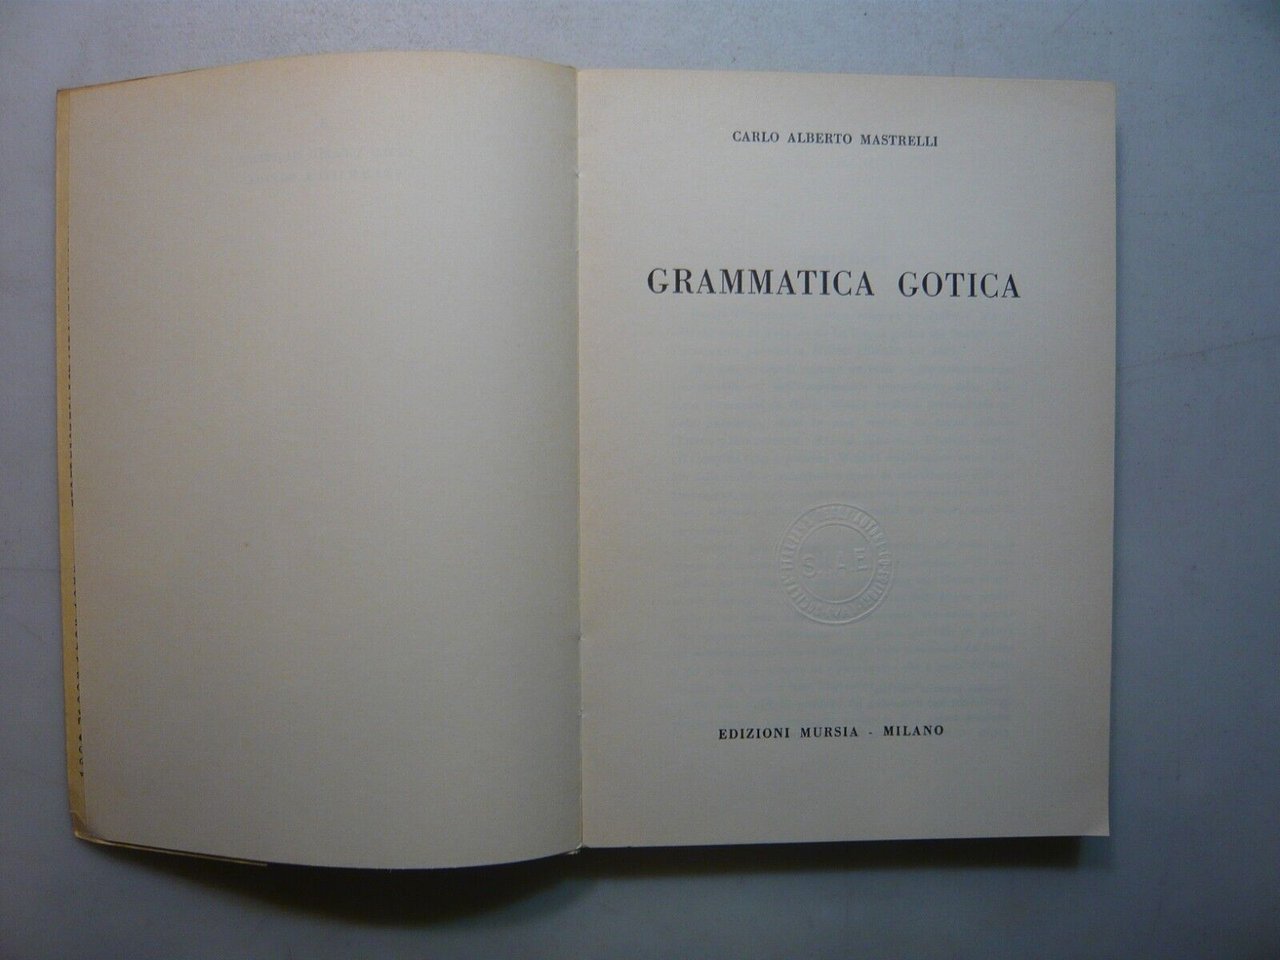 CARLO ALBERTO MASTRELLI
GRAMMATICA GOTICA
S.I.A.E
EDIZIONI MURSIA - MILANO